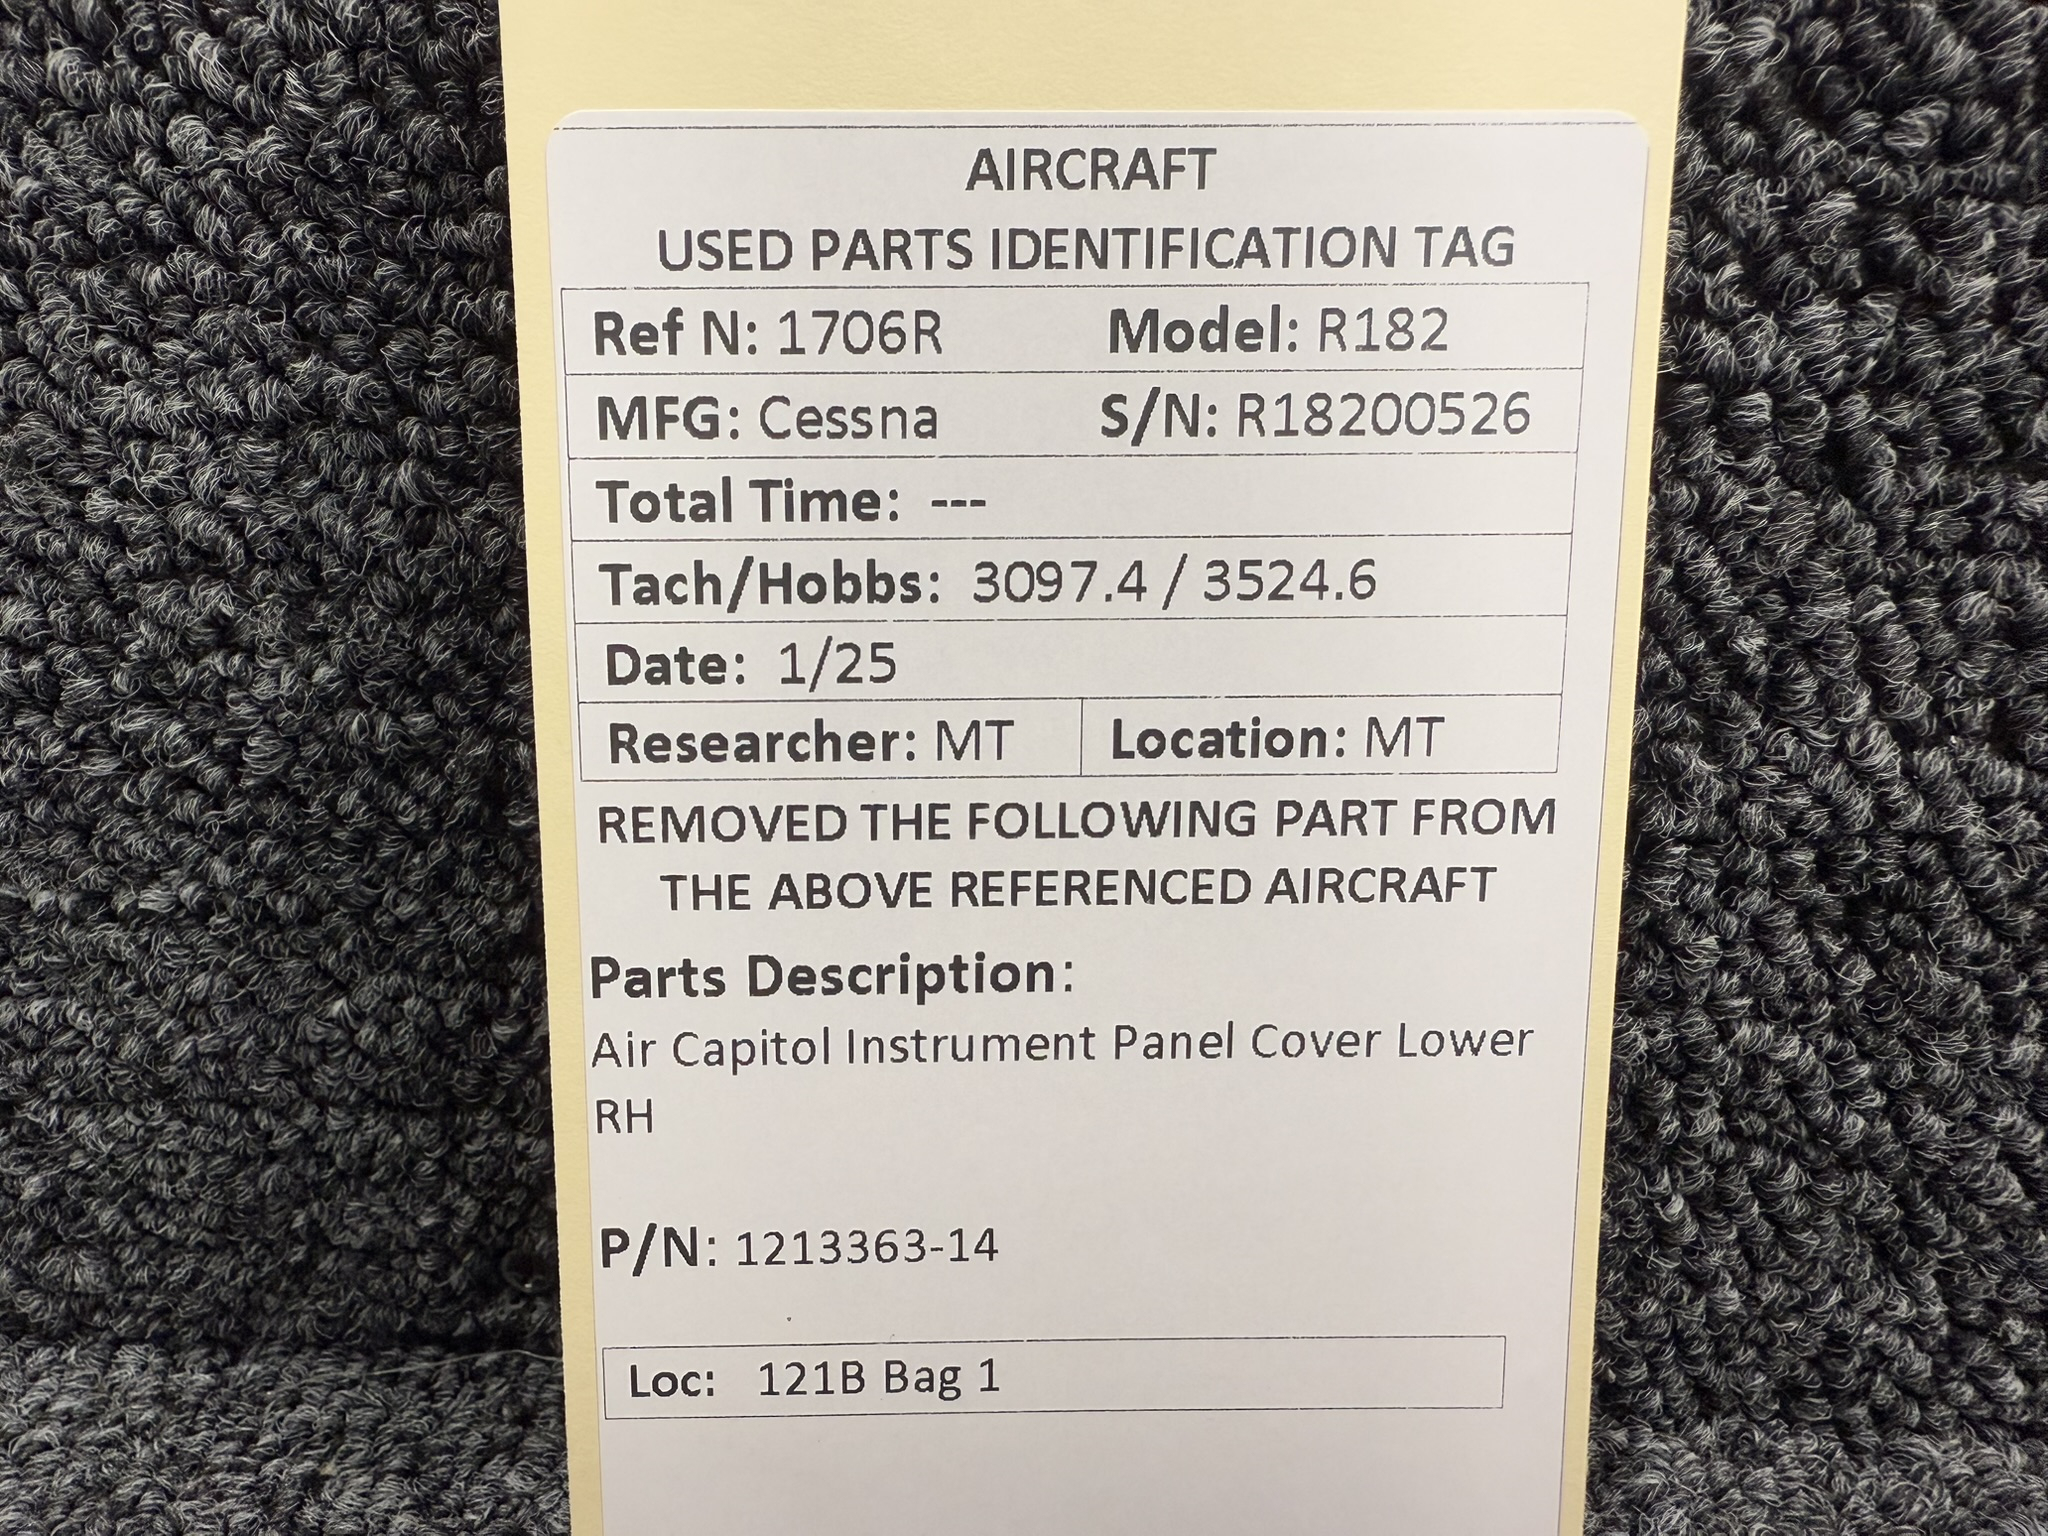 AIRCRAFT
USED PARTS IDENTIFICATION TAG
Ref N: 1706R Model: R182
MFG: Cessna S/N: R18200526
Total Time: ---
Tach/Hobbs: 3097.4 / 3524.6
Date: 1/25
Researcher: MT Location: MT
REMOVED THE FOLLOWING PART FROM
THE ABOVE REFERENCED AIRCRAFT
Parts Description:
Air Capitol Instrument Panel Cover Lower
RH
P/N: 1213363-14
Loc: 121B Bag 1